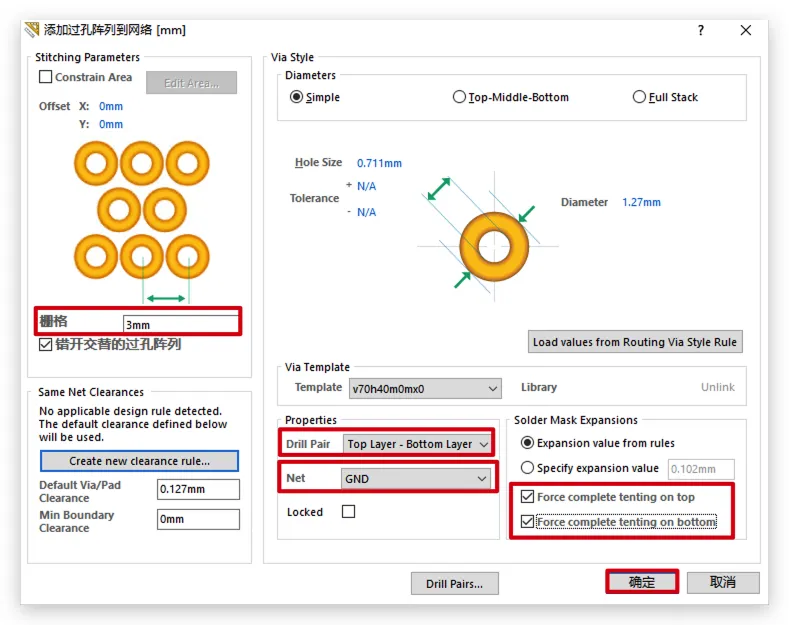 添加过孔阵列到网络 [mm]
?
Stitching Parameters
Constrain Area
Edit Area...
Offset X: 0mm
Y: 0mm
栅格 3mm
错开交替的过孔阵列
Same Net Clearances
No applicable design rule detected.
The default clearance defined below
will be used.
Create new clearance rule...
Default Via/Pad
Clearance
0.127mm
Min Boundary
Clearance
0mm
Via Style
Diameters
Simple
Top-Middle-Bottom
Full Stack
Hole Size 0.711mm
Tolerance
+ N/A
- N/A
Diameter 1.27mm
Load values from Routing Via Style Rule
Via Template
Template v70h40m0mx0
Library
Unlink
Properties
Drill Pair Top Layer - Bottom Layer
Net GND
Locked
Solder Mask Expansions
Expansion value from rules
Specify expansion value 0.102mm
Force complete tenting on top
Force complete tenting on bottom
Drill Pairs...
确定
取消